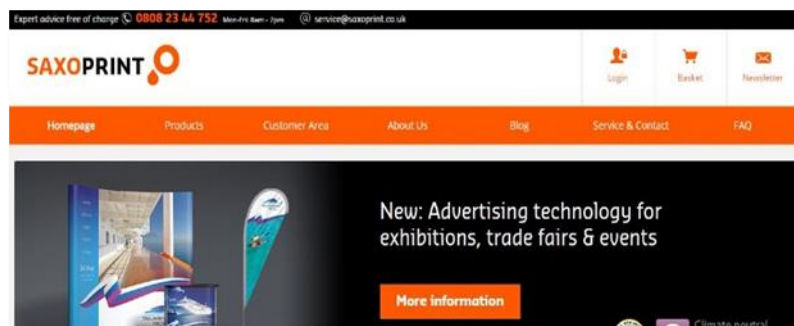 Expert advice free of charge 0808 23 44 752 Mon-Fri: 8am - 7pm @ service@saxoprint.co.uk
SAXOPRINT
Login Basket Newsletter
Homepage Products Customer Area About Us Blog Service & Contact FAQ
New: Advertising technology for
exhibitions, trade fairs & events
More information
Climate neutral